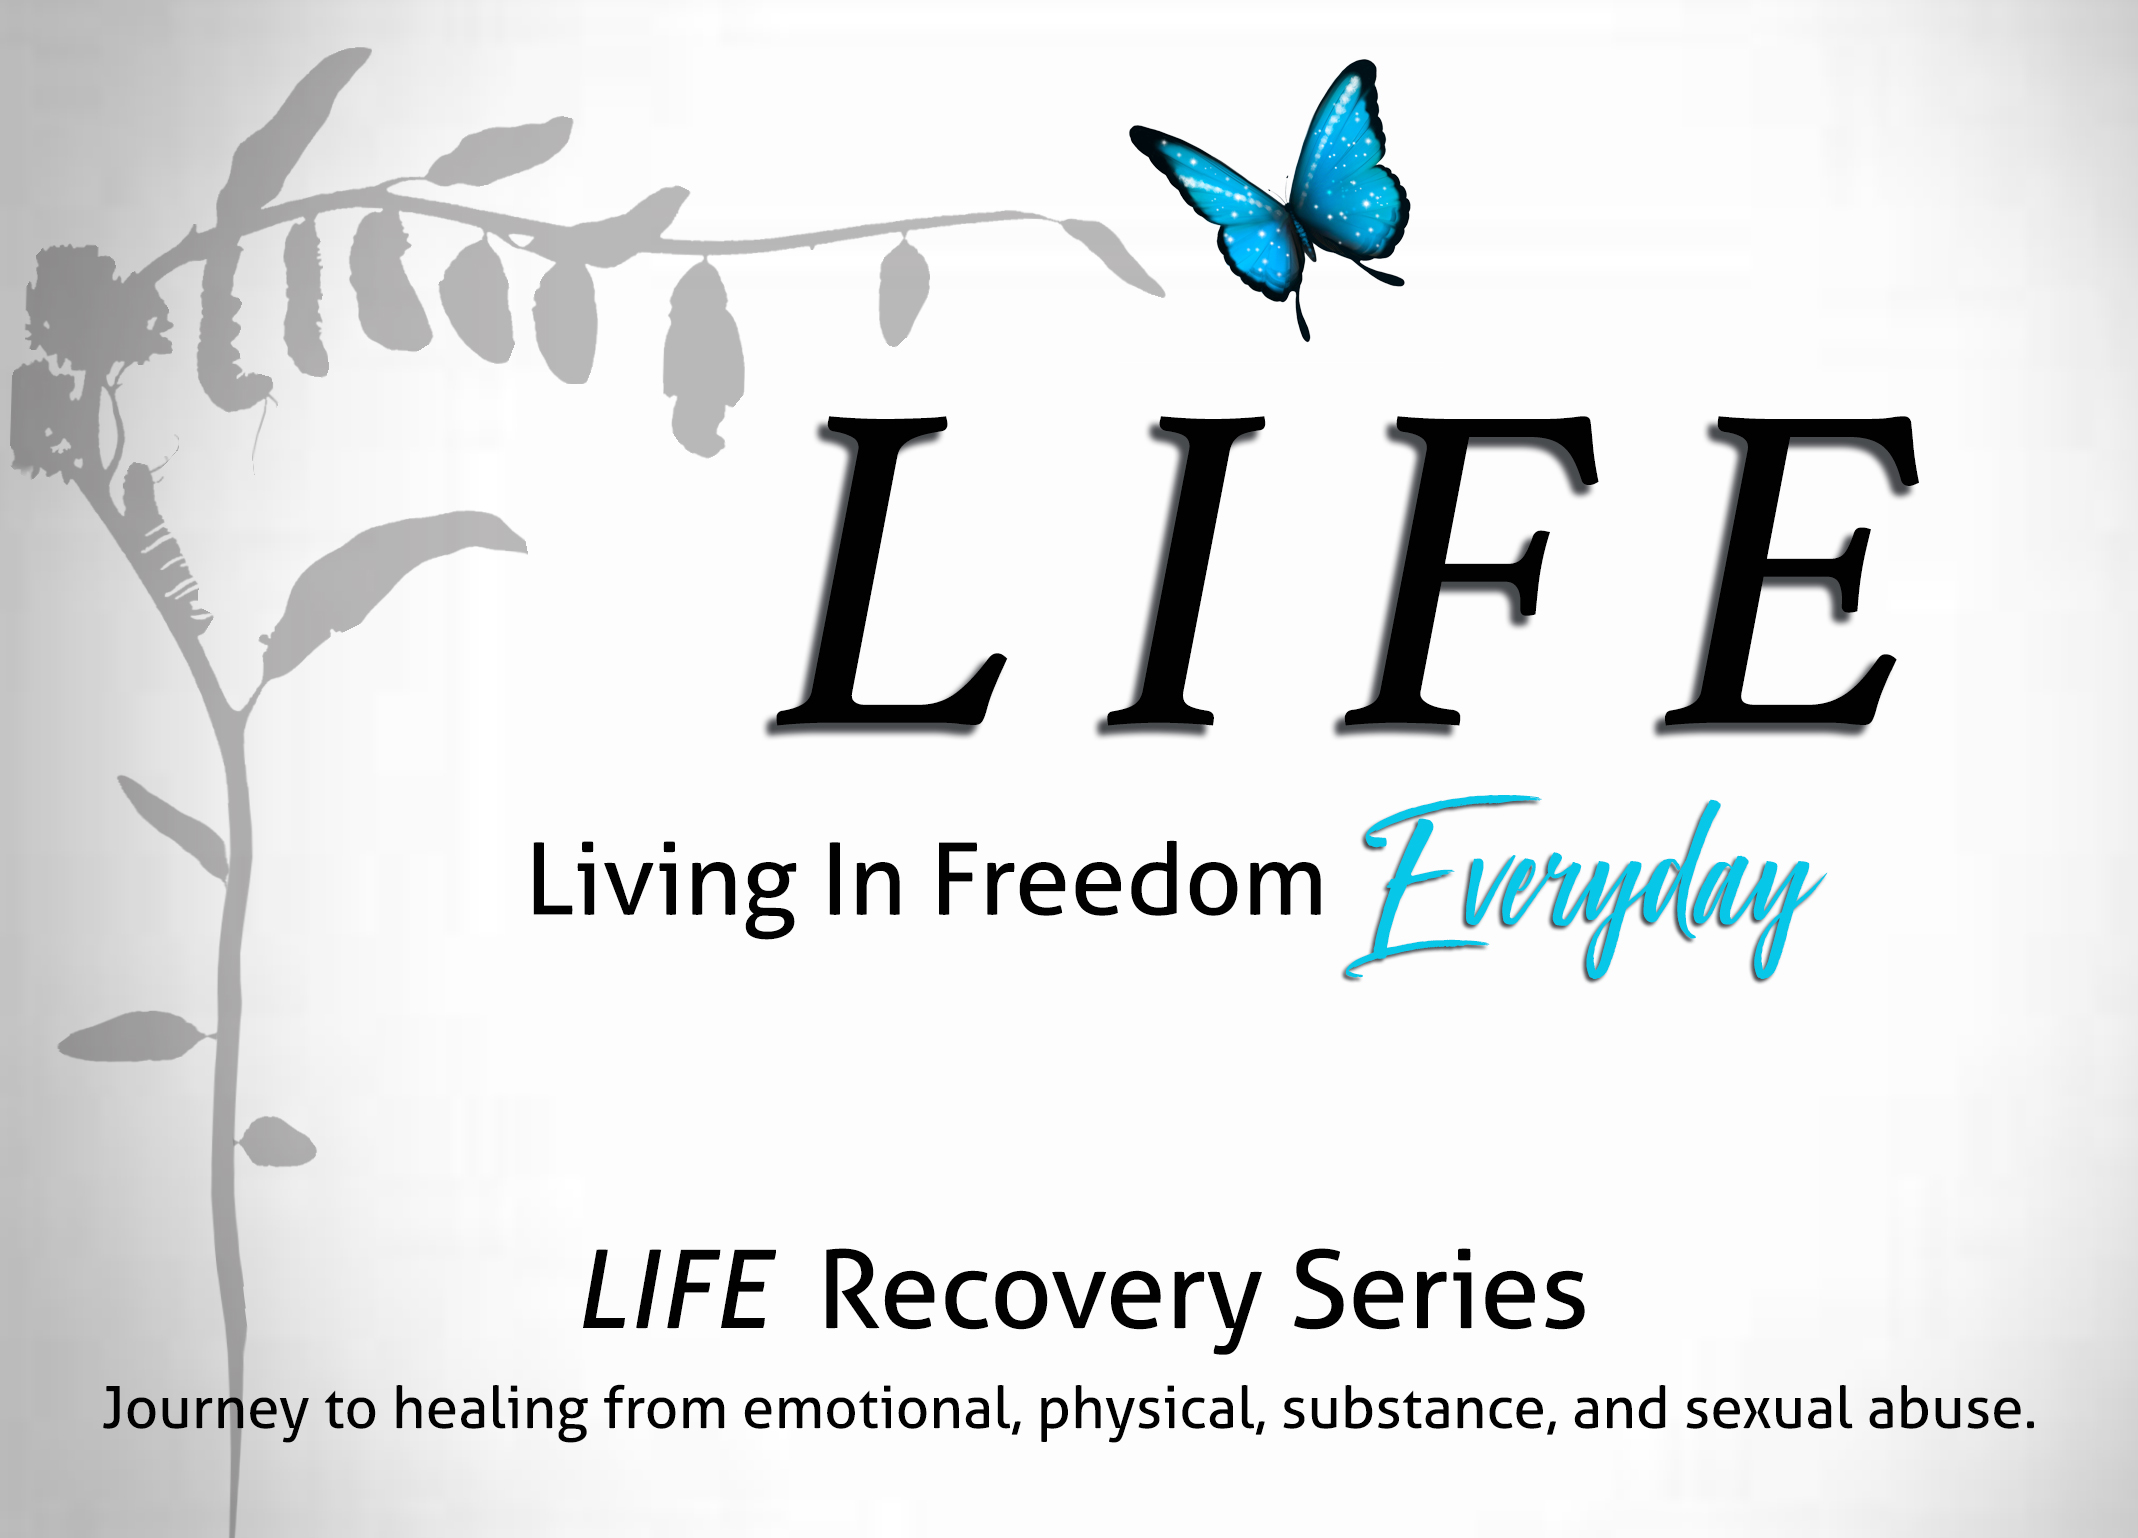 LIFE
Living In Freedom Everyday
LIFE Recovery Series
Journey to healing from emotional, physical, substance, and sexual abuse.